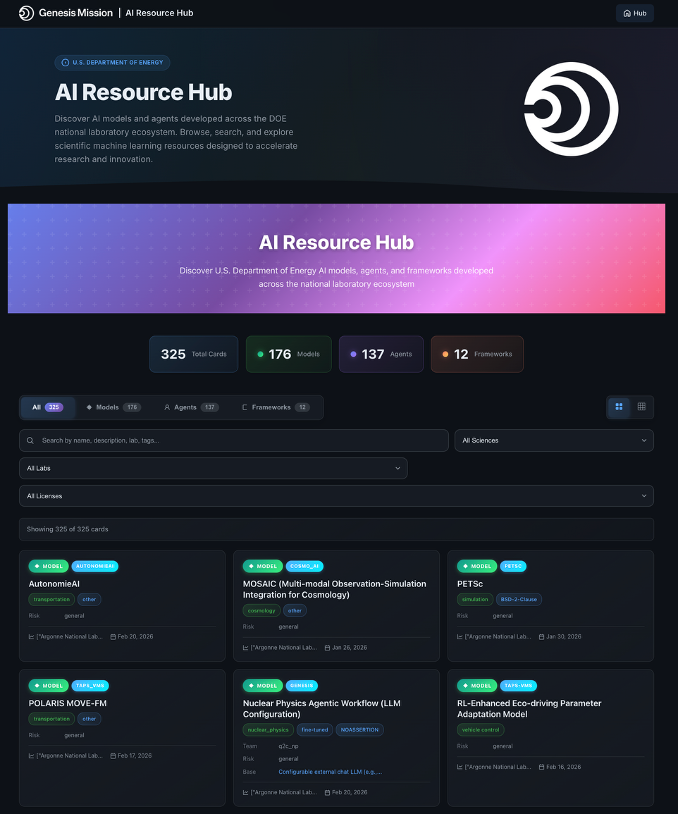 Genesis Mission | AI Resource Hub
Hub
U.S. DEPARTMENT OF ENERGY
AI Resource Hub
Discover AI models and agents developed across the DOE
national laboratory ecosystem. Browse, search, and explore
scientific machine learning resources designed to accelerate
research and innovation.
AI Resource Hub
Discover U.S. Department of Energy AI models, agents, and frameworks developed
across the national laboratory ecosystem
325 Total Cards
176 Models
137 Agents
12 Frameworks
All 325
Models 176
Agents 137
Frameworks 12
Search by name, description, lab, tags...
All Sciences
All Labs
All Licenses
Showing 325 of 325 cards
MODEL AUTONOMIEAI
AutonomieAI
transportation other
Risk general
["Argonne National Lab... Feb 20, 2026
MODEL COSMO_AI
MOSAIC (Multi-modal Observation-Simulation
Integration for Cosmology)
cosmology other
Risk general
["Argonne National Lab... Jan 26, 2026
MODEL PETSC
PETSc
simulation BSD-2-Clause
Risk general
["Argonne National Lab... Jan 30, 2026
MODEL TAPS_VMS
POLARIS MOVE-FM
transportation other
Risk general
["Argonne National Lab... Feb 17, 2026
MODEL GENESIS
Nuclear Physics Agentic Workflow (LLM
Configuration)
nuclear_physics fine-tuned NOASSERTION
Team q2c_np
Risk general
Base Configurable external chat LLM (e.g. ...
["Argonne National Lab... Feb 20, 2026
MODEL TAPS-VMS
RL-Enhanced Eco-driving Parameter
Adaptation Model
vehicle control
Risk general
["Argonne National Lab... Feb 16, 2026